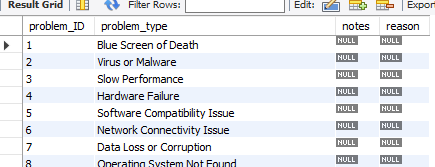 Result Grid Filter Rows: Edit: Export
problem_ID problem_type notes reason
1 Blue Screen of Death NULL NULL
2 Virus or Malware NULL NULL
3 Slow Performance NULL NULL
4 Hardware Failure NULL NULL
5 Software Compatibility Issue NULL NULL
6 Network Connectivity Issue NULL NULL
7 Data Loss or Corruption NULL NULL
8 Operating System Not Found NULL NULL